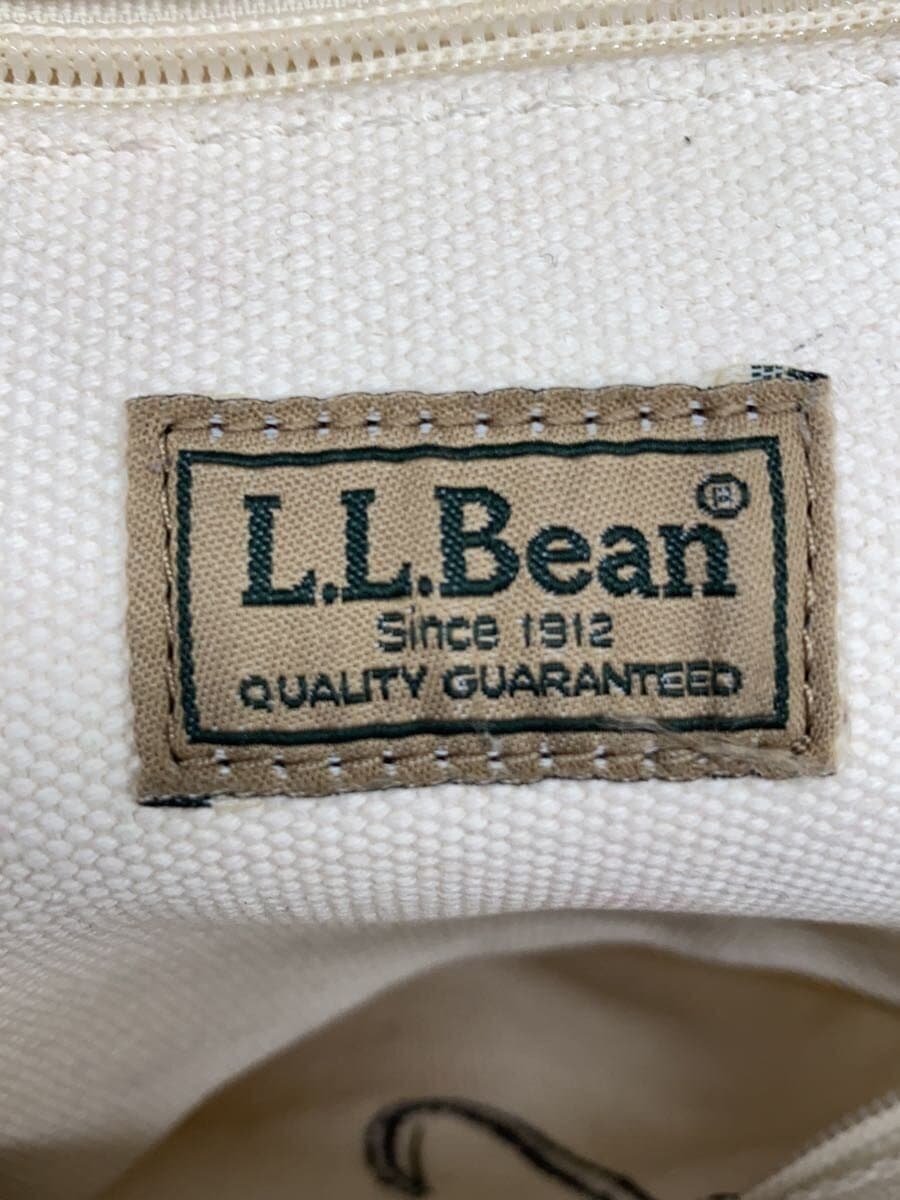 L.L.Bean®
Since 1912
QUALITY GUARANTEED